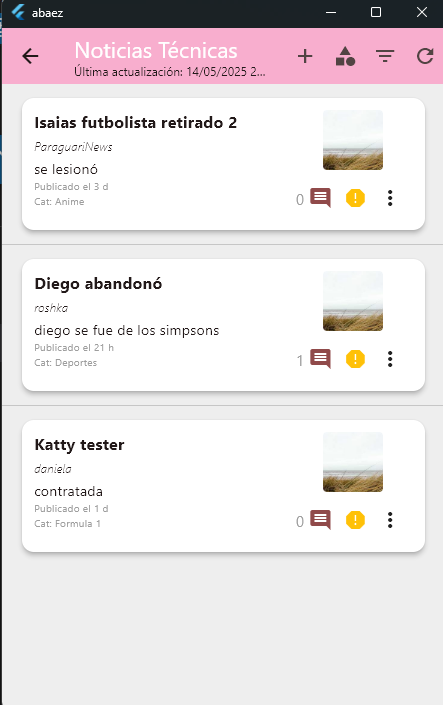 abaez
Noticias Técnicas
Última actualización: 14/05/2025 2...
Isaias futbolista retirado 2
ParaguariNews
se lesionó
Publicado el 3 d
0
Cat: Anime
Diego abandonó
roshka
diego se fue de los simpsons
Publicado el 21 h
1
Cat: Deportes
Katty tester
daniela
contratada
Publicado el 1 d
0
Cat: Formula 1